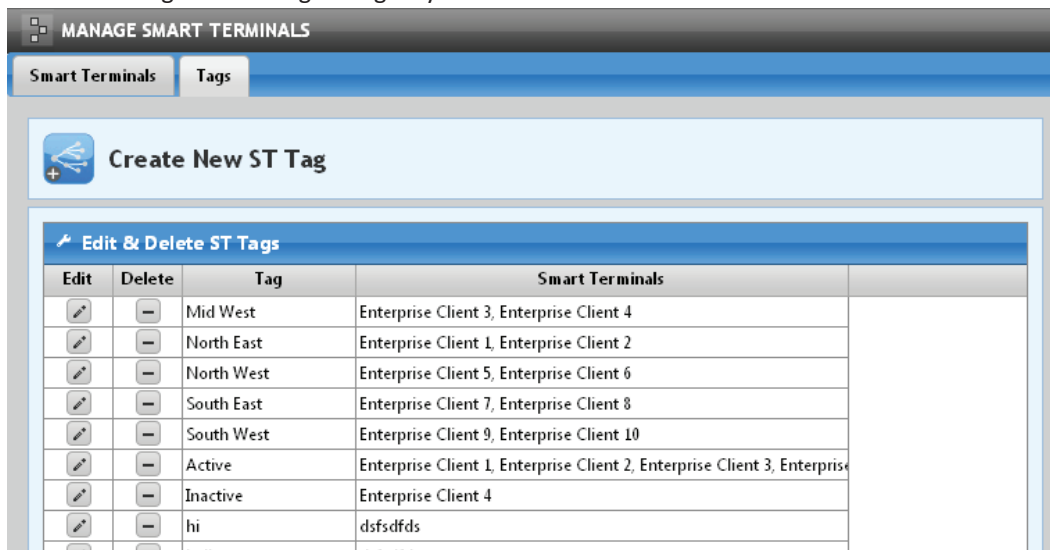 MANAGE SMART TERMINALS
Smart Terminals Tags
Create New ST Tag
Edit & Delete ST Tags
Edit Delete Tag Smart Terminals
Mid West Enterprise Client 3, Enterprise Client 4
North East Enterprise Client 1, Enterprise Client 2
North West Enterprise Client 5, Enterprise Client 6
South East Enterprise Client 7, Enterprise Client 8
South West Enterprise Client 9, Enterprise Client 10
Active Enterprise Client 1, Enterprise Client 2, Enterprise Client 3, Enterprise
Inactive Enterprise Client 4
hi dsfsdfds